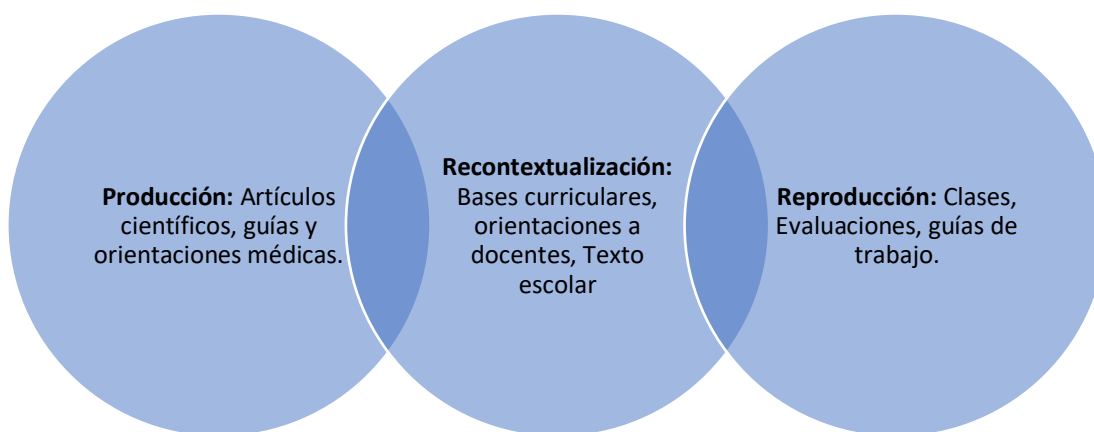 Producción: Artículos
científicos, guías y
orientaciones médicas.
Recontextualización:
Bases curriculares,
orientaciones a
docentes, Texto
escolar
Reproducción: Clases,
Evaluaciones, guías de
trabajo.